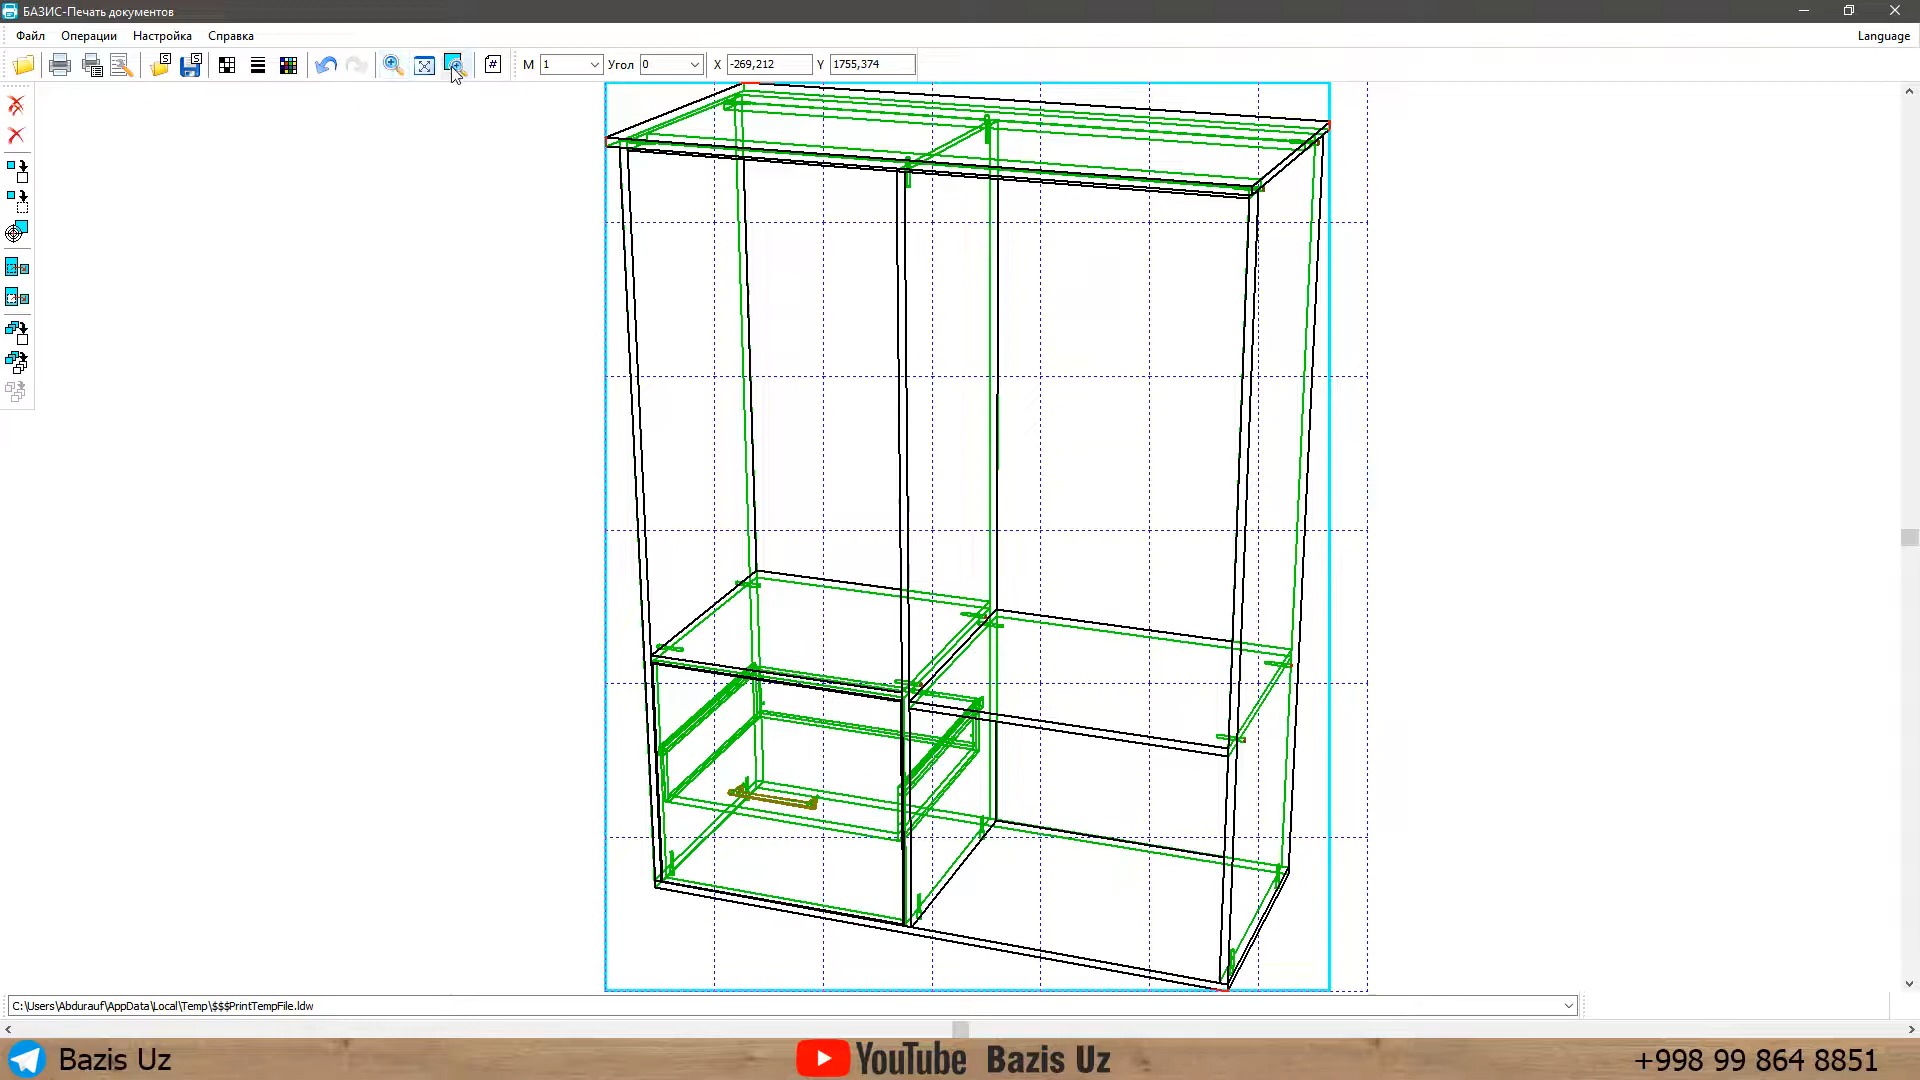 БАЗИС-Печать документов
Файл Операции Настройка Справка
Language
М 1 Угол 0 X -269,212 Y 1755,374
C:\Users\Abdurauf\AppData\Local\Temp\$$$PrintTempFile.ldw
Bazis Uz
YouTube Bazis Uz
+998 99 864 8851